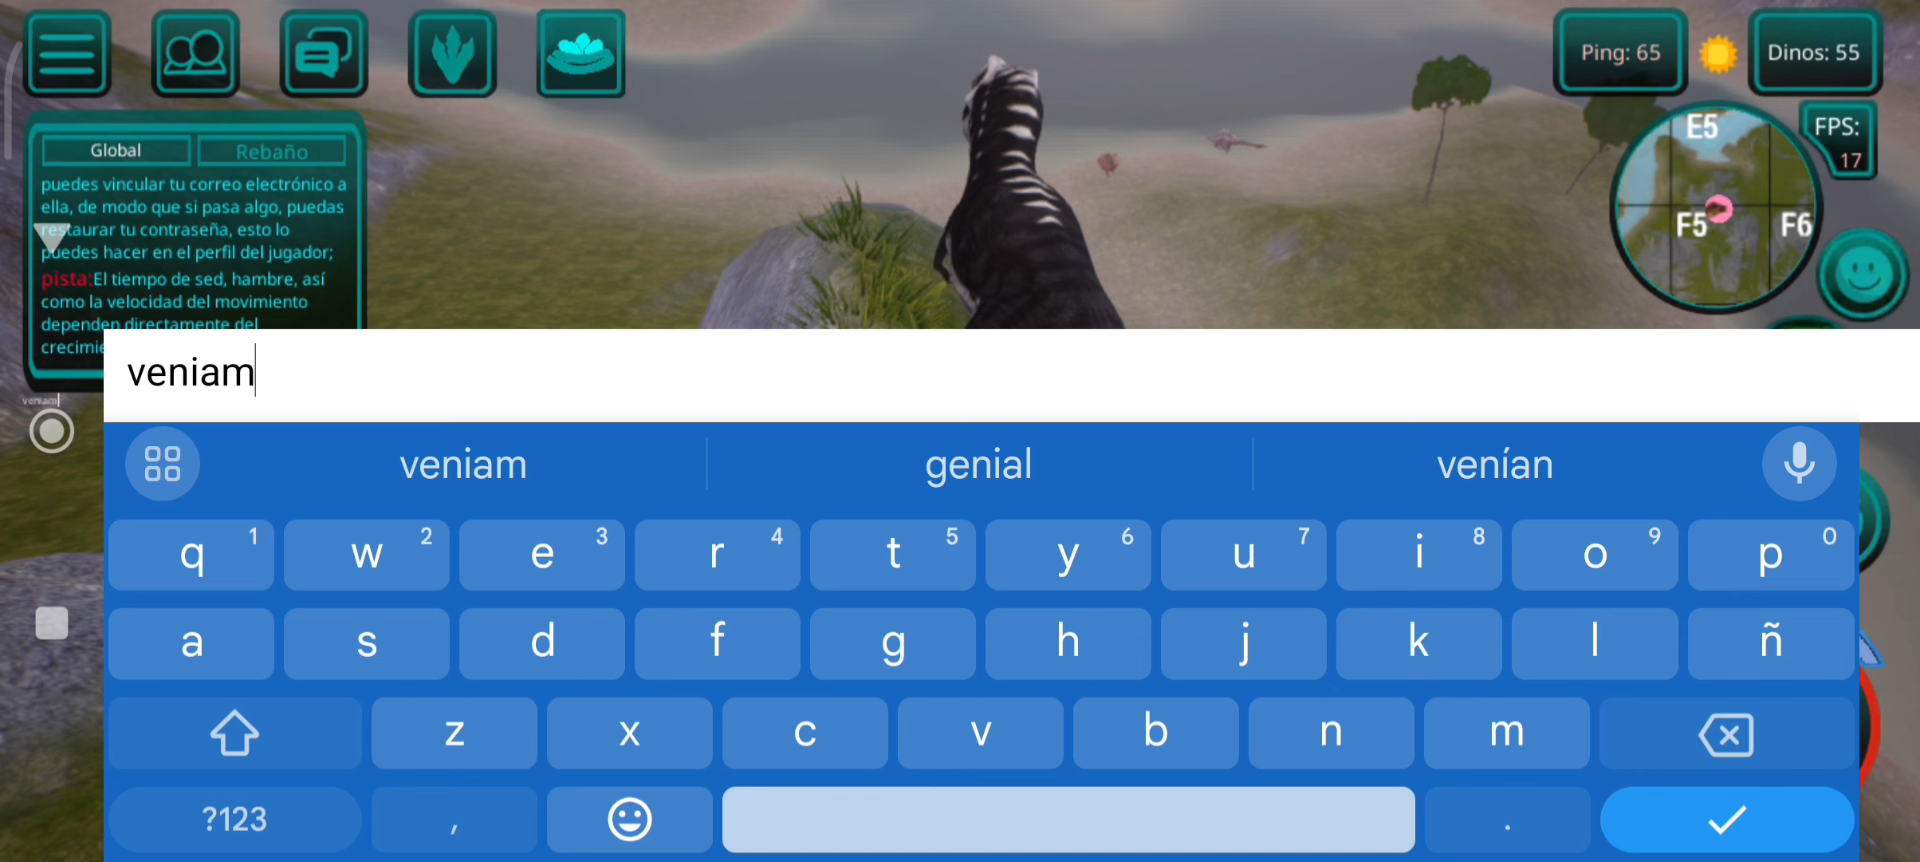 Ping: 65
Dinos: 55
Global
Rebaño
puedes vincular tu correo electrónico a
ella, de modo que si pasa algo, puedas
restaurar tu contraseña, esto lo
puedes hacer en el perfil del jugador;
pista:El tiempo de sed, hambre, así
como la velocidad del movimiento
dependen directamente del
crecimie
E5
F5
F6
FPS:
17
veniam
veniam
veniam genial venían
q 1 w 2 e 3 r 4 t 5 y 6 u 7 i 8 o 9 p 0
a s d f g h j k l ñ
z x c v b n m
?123 , .